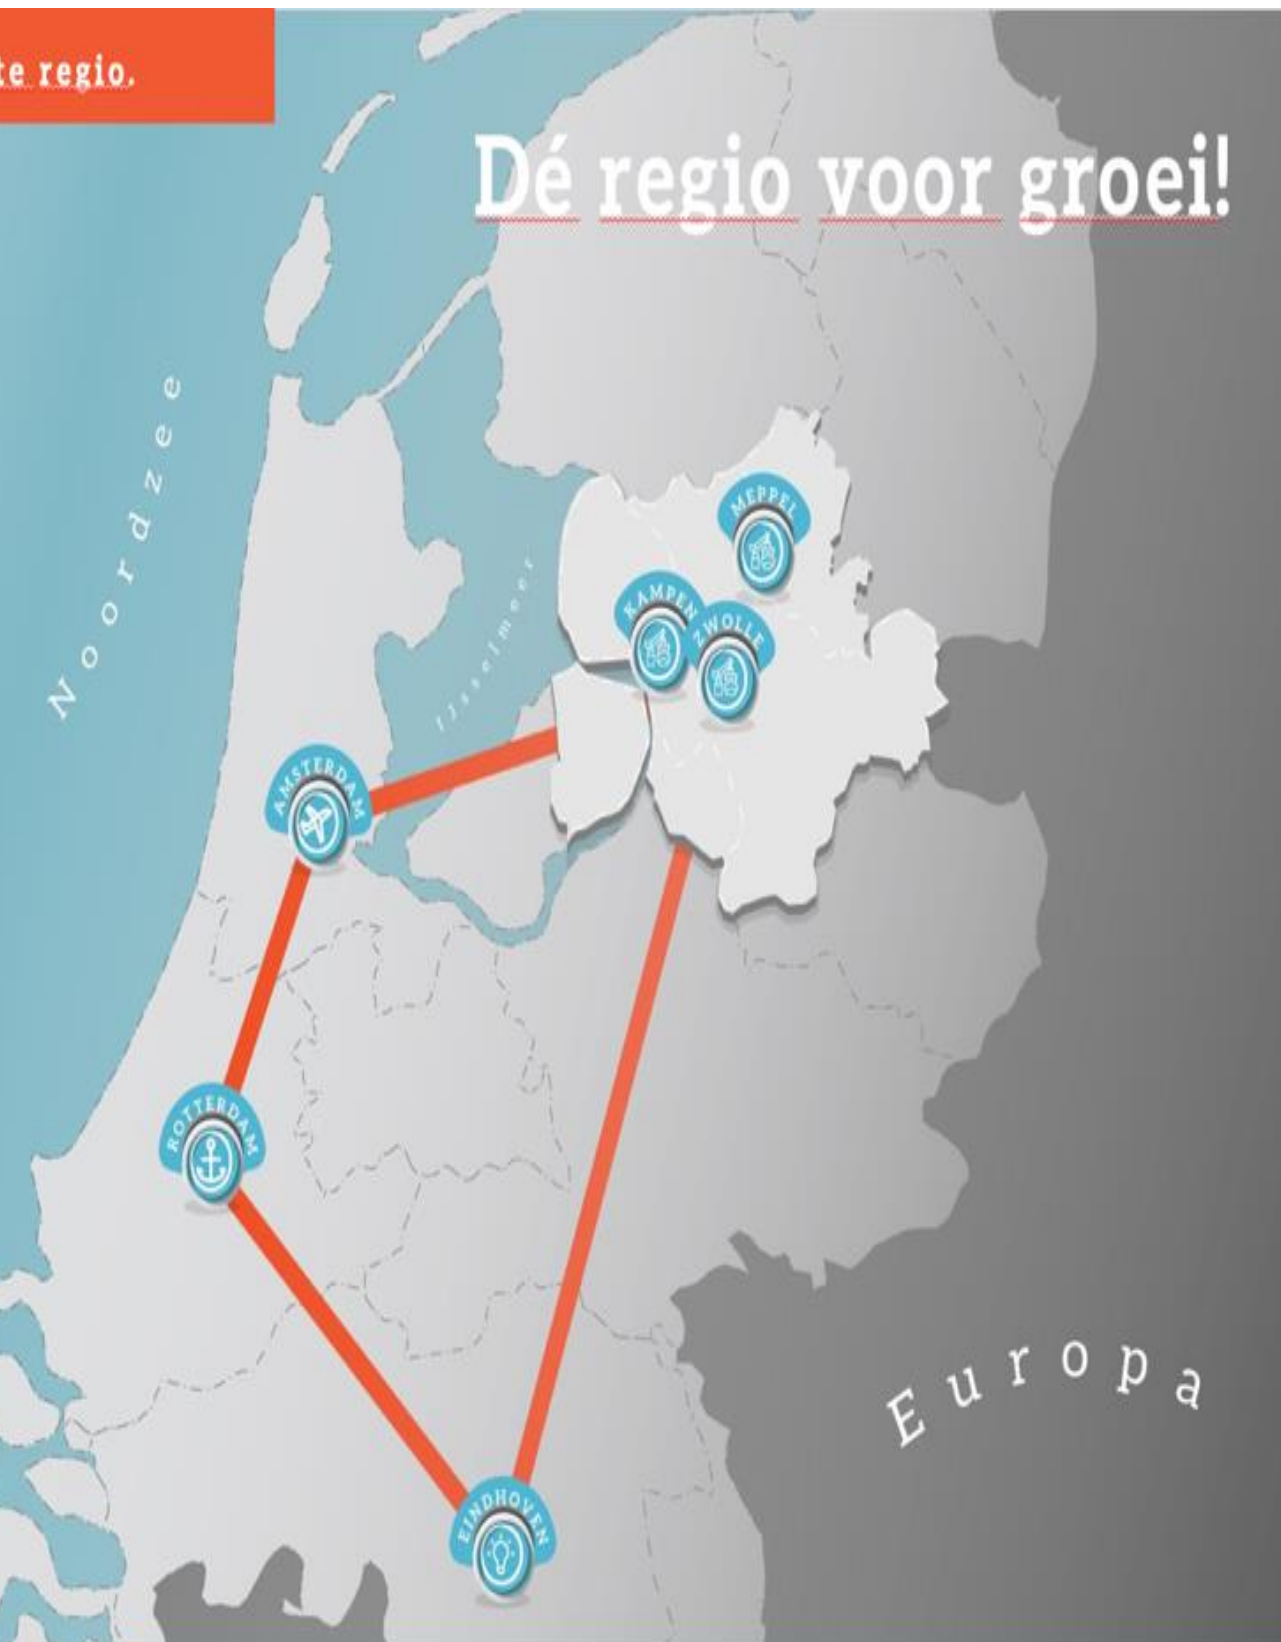 te regio.
Dé regio voor groei!
Noordzee
MEPPEL
KAMPEN
ZWOLLE
IJsselmeer
AMSTERDAM
ROTTERDAM
Europa
EINDHOVEN